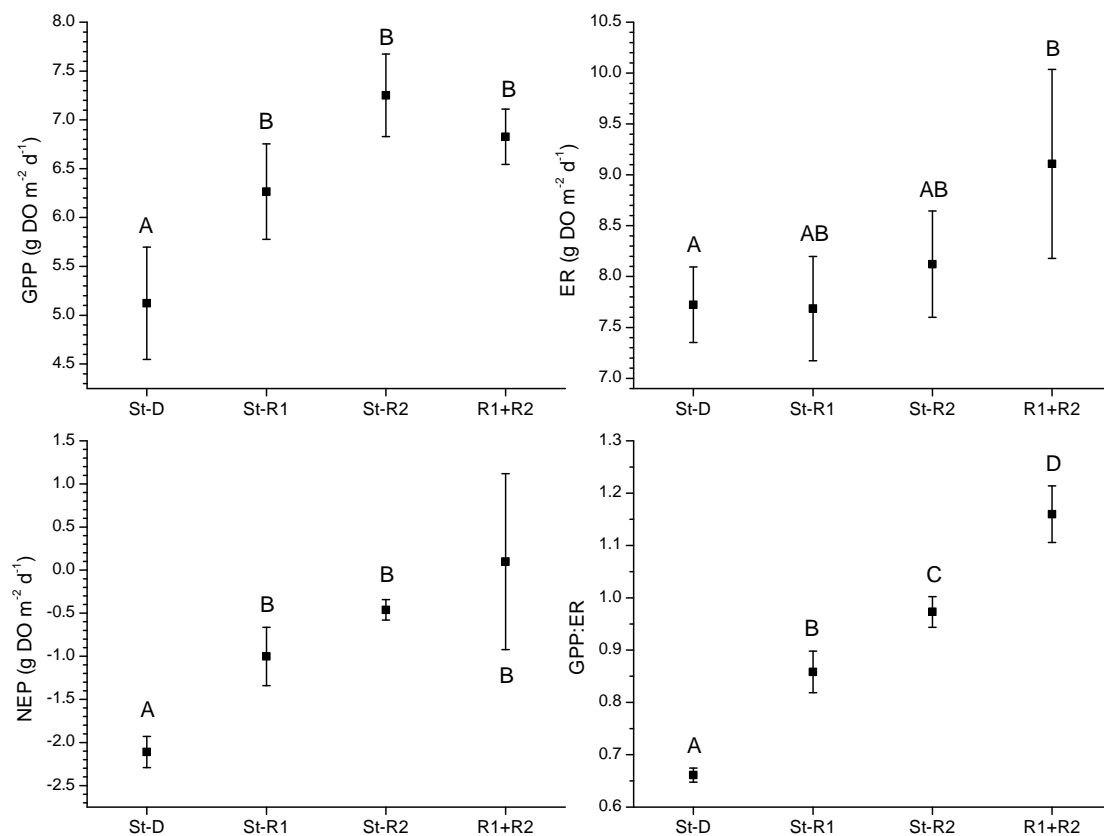 8.0
7.5
7.0
6.5
6.0
5.5
5.0
4.5
GPP (g DO m⁻² d⁻¹)
A
B
B
B
St-D St-R1 St-R2 R1+R2
10.5
10.0
9.5
9.0
8.5
8.0
7.5
7.0
ER (g DO m⁻² d⁻¹)
A
AB
AB
B
St-D St-R1 St-R2 R1+R2
1.5
1.0
0.5
0.0
-0.5
-1.0
-1.5
-2.0
-2.5
NEP (g DO m⁻² d⁻¹)
A
B
B
B
St-D St-R1 St-R2 R1+R2
1.3
1.2
1.1
1.0
0.9
0.8
0.7
0.6
GPP:ER
A
B
C
D
St-D St-R1 St-R2 R1+R2